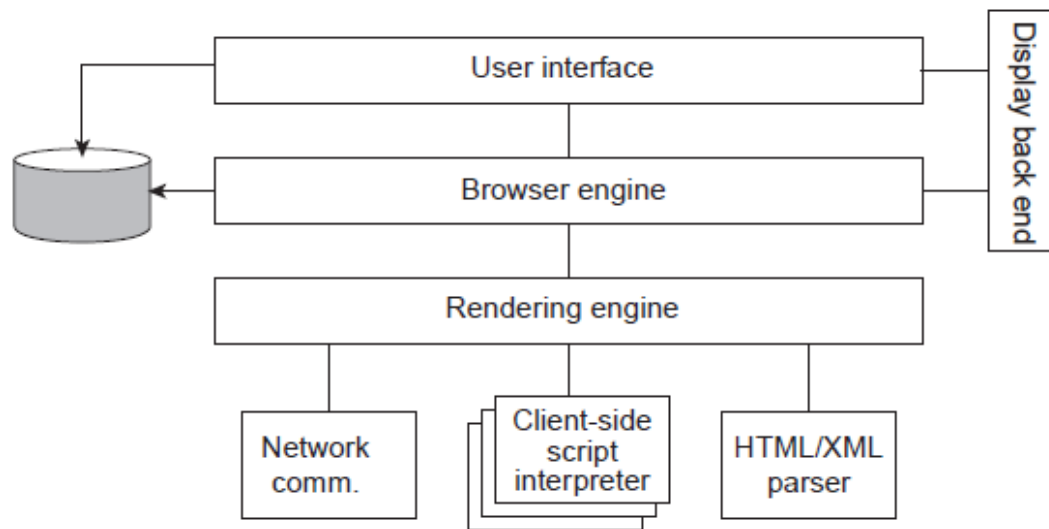 User interface
Display back end
Browser engine
Rendering engine
Network
comm.
Client-side
script
interpreter
HTML/XML
parser